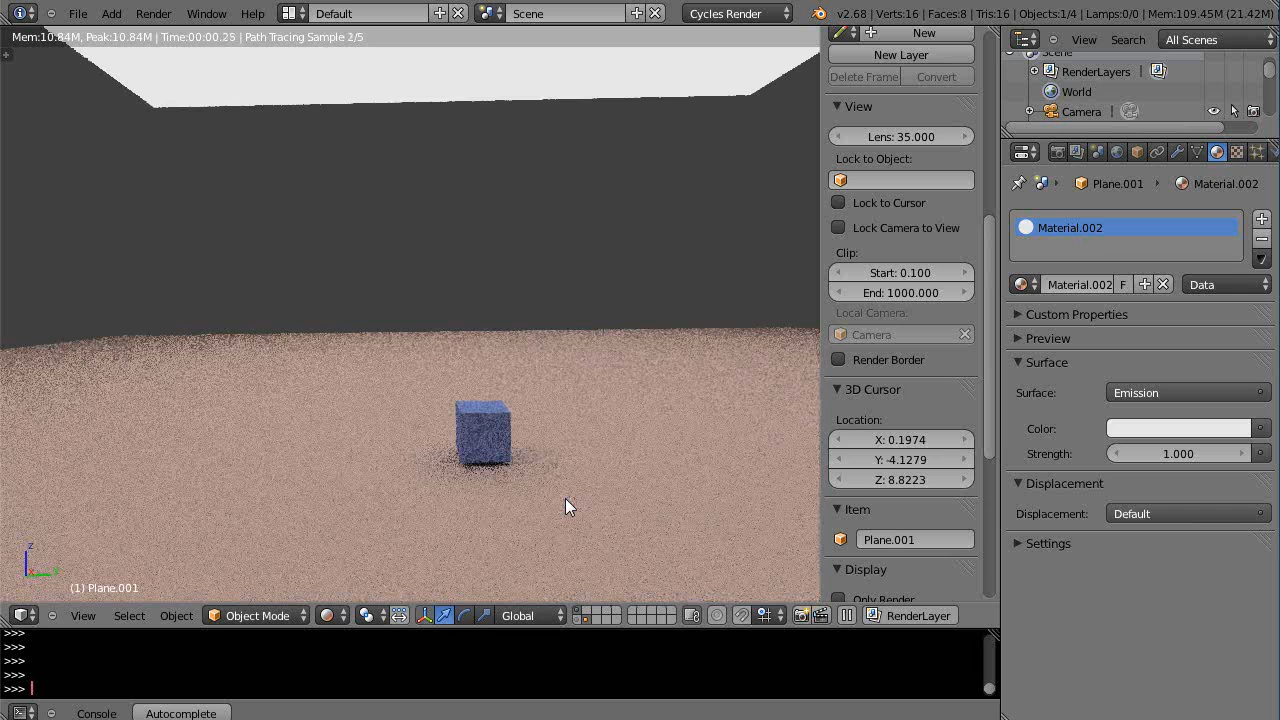 File Add Render Window Help Default Scene Cycles Render v2.68 | Verts:16 | Faces:8 | Tris:16 | Objects:1/4 | Lamps:0/0 | Mem:109.45M (21.42M)
Mem:10.84M, Peak:10.84M | Time:00:00.25 | Path Tracing Sample 2/5
New
New Layer
Delete Frame Convert
View
Lens: 35.000
Lock to Object:
Lock to Cursor
Lock Camera to View
Clip:
Start: 0.100
End: 1000.000
Local Camera:
Camera
Render Border
3D Cursor
Location:
X: 0.1974
Y: -4.1279
Z: 8.8223
Item
Plane.001
Display
Only Render
z
x y
(1) Plane.001
View Select Object Object Mode Global RenderLayer
>>>
>>>
>>>
>>>
>>>
Console Autocomplete
View Search All Scenes
Scene
RenderLayers |
World
Camera |
Plane.001 Material.002
Material.002
Material.002 F Data
Custom Properties
Preview
Surface
Surface: Emission
Color:
Strength: 1.000
Displacement
Displacement: Default
Settings